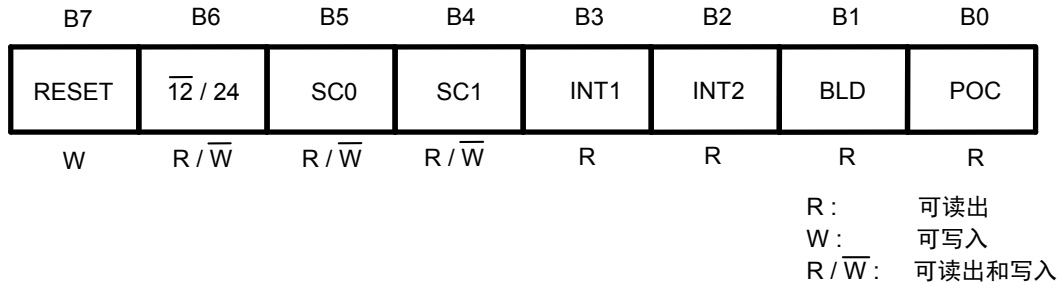 B7 B6 B5 B4 B3 B2 B1 B0
RESET 12 / 24 SC0 SC1 INT1 INT2 BLD POC
W R / W R / W R / W R R R R
R : 可读出
W : 可写入
R / W : 可读出和写入